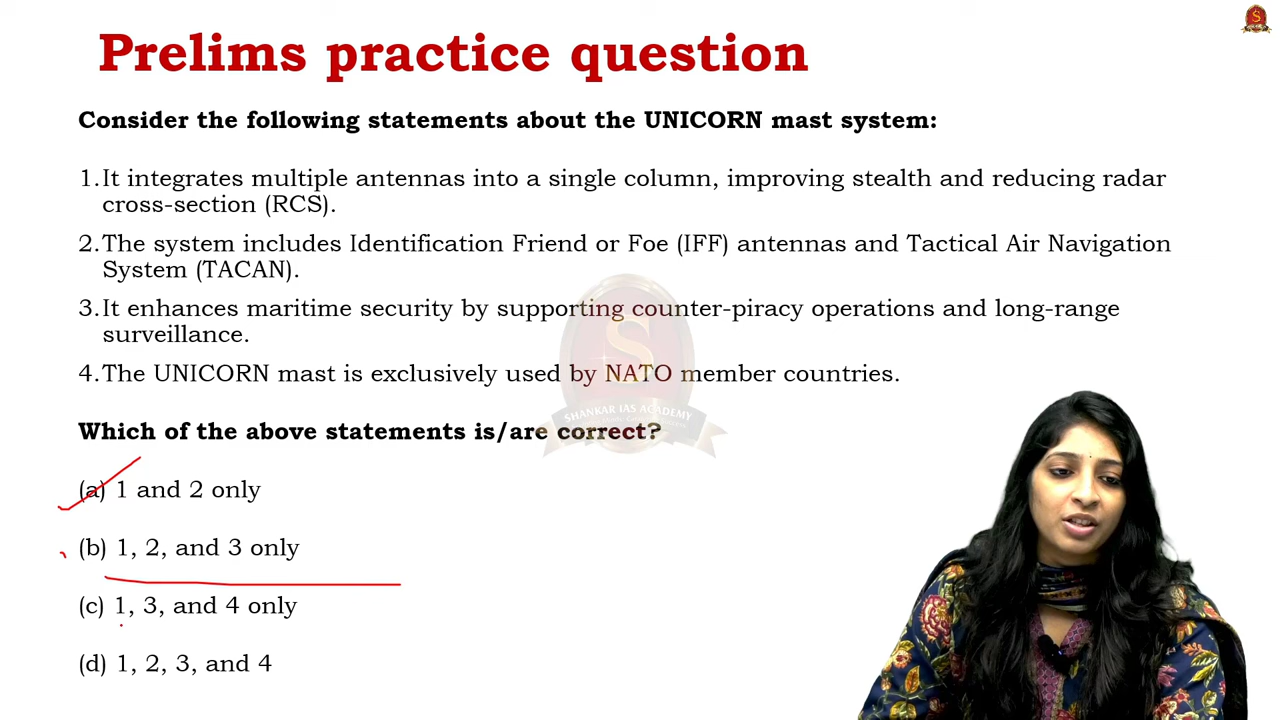 Prelims practice question
Consider the following statements about the UNICORN mast system:
1. It integrates multiple antennas into a single column, improving stealth and reducing radar
cross-section (RCS).
2. The system includes Identification Friend or Foe (IFF) antennas and Tactical Air Navigation
System (TACAN).
3. It enhances maritime security by supporting counter-piracy operations and long-range
surveillance.
4. The UNICORN mast is exclusively used by NATO member countries.
SHANKAR IAS ACADEMY
Which of the above statements is/are correct?
(a) 1 and 2 only
(b) 1, 2, and 3 only
(c) 1, 3, and 4 only
(d) 1, 2, 3, and 4